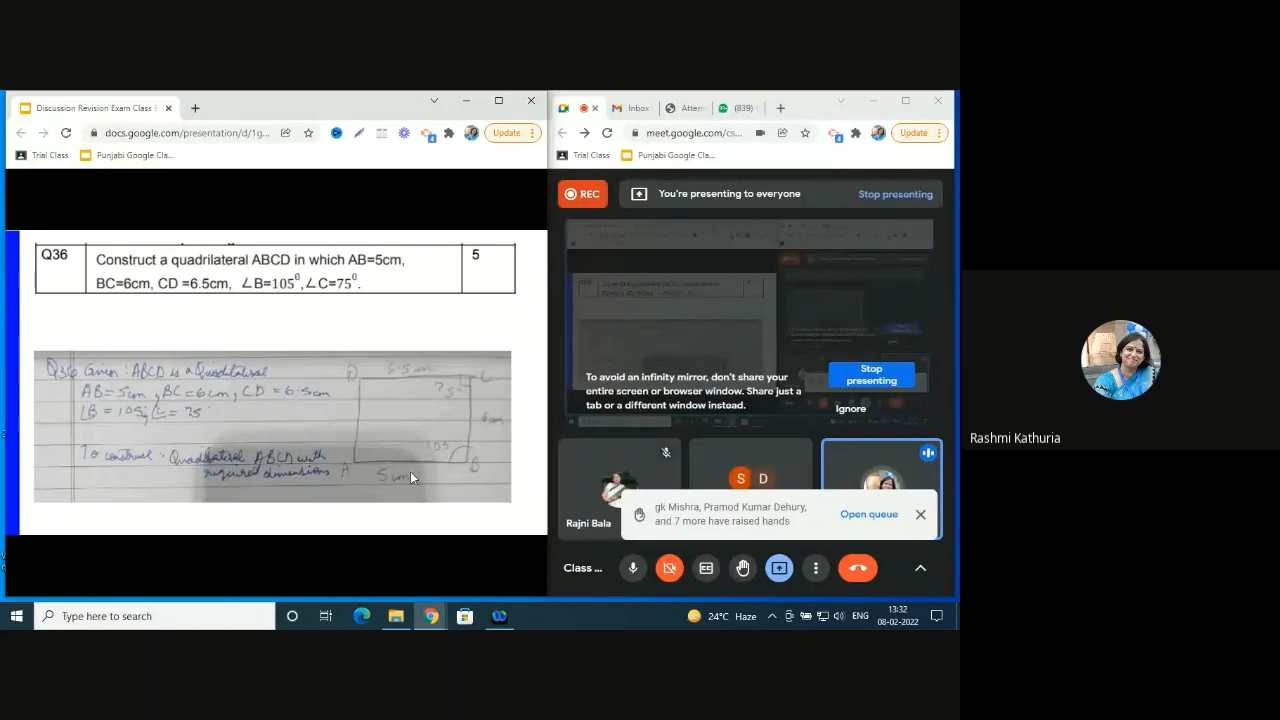 Discussion Revision Exam Class E
docs.google.com/presentation/d/1g...
Update
Trial Class
Punjabi Google Cla...
Q36
Construct a quadrilateral ABCD in which AB=5cm,
BC=6cm, CD =6.5cm, ∠B=105⁰,∠C=75⁰.
5
Q36 Given : ABCD is a Quadilateral
AB = 5cm, BC = 6cm, CD = 6.5cm
∠B = 105, ∠C = 75
To construct : Quadilateral ABCD with
required dimensions
D 6.5cm C
75
6cm
105
A 5cm B
Inbox
Atten
(839)
meet.google.com/cs...
Update
Trial Class
Punjabi Google Cla...
REC
You're presenting to everyone
Stop presenting
To avoid an infinity mirror, don't share your
entire screen or browser window. Share just a
tab or a different window instead.
Stop
presenting
Ignore
Rajni Bala
S D
gk Mishra, Pramod Kumar Dehury,
and 7 more have raised hands
Open queue
Class ...
Rashmi Kathuria
Type here to search
24°C Haze
ENG
13:32
08-02-2022